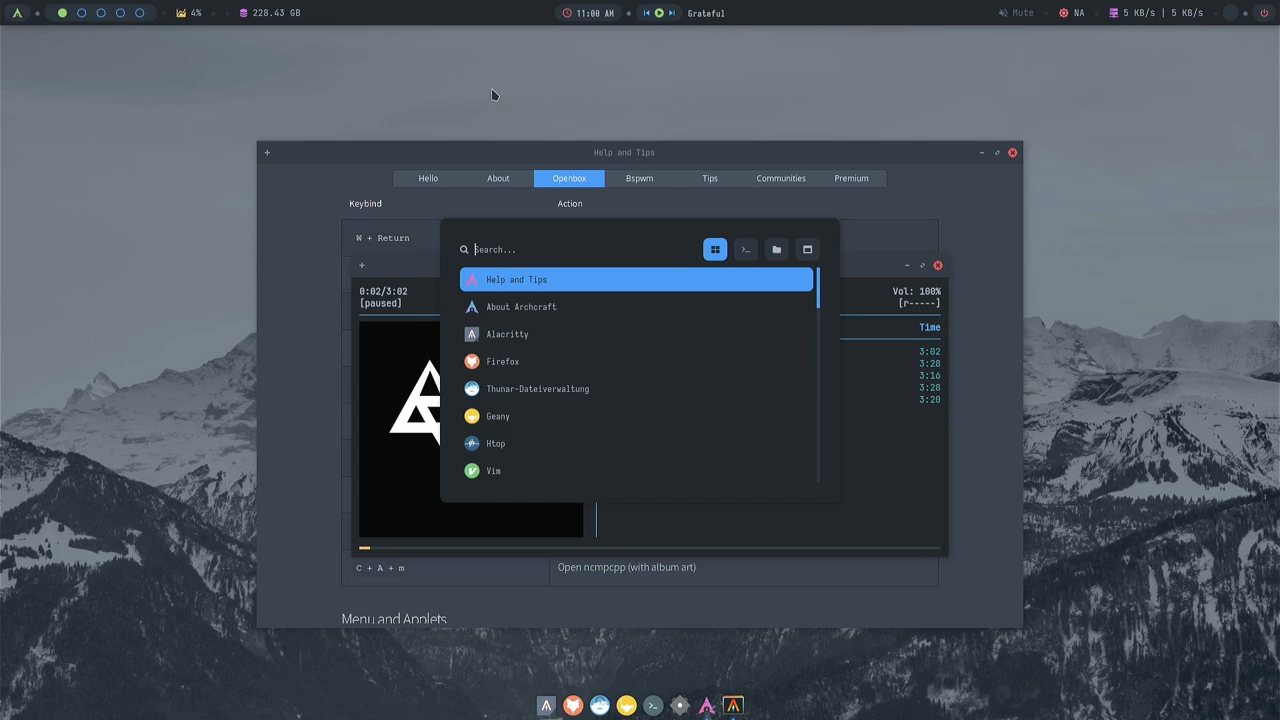 4%
228.43 GB
11:00 AM
Grateful
Mute
NA
5 KB/s | 5 KB/s
Help and Tips
Hello
About
Openbox
Bspwm
Tips
Communities
Premium
Keybind
Action
W + Return
Search...
0:02/3:02
[paused]
Vol: 100%
[r-----]
Help and Tips
About Archcraft
Alacritty
Firefox
Thunar-Dateiverwaltung
Geany
Htop
Vim
Time
3:02
3:28
3:16
3:28
3:20
C + A + m
Open ncmpcpp (with album art)
Menu and Applets